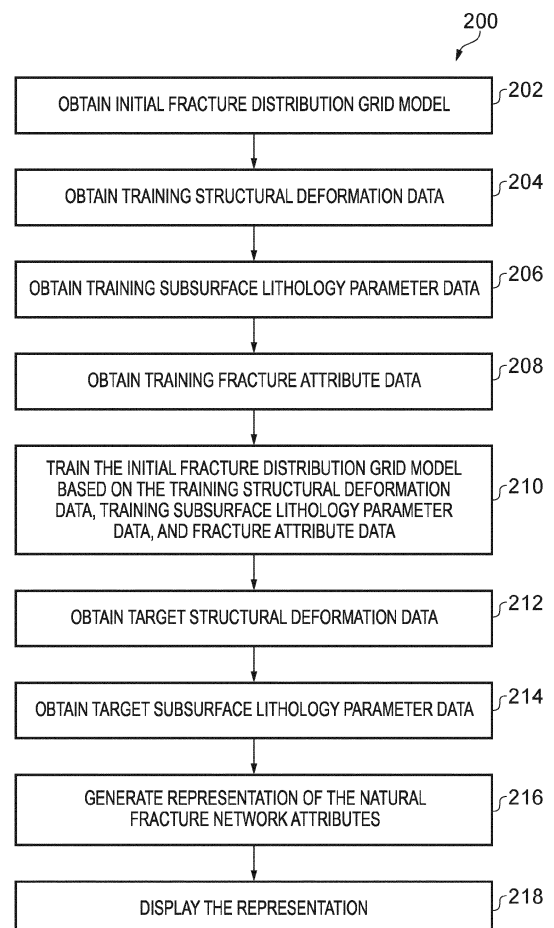 200
OBTAIN INITIAL FRACTURE DISTRIBUTION GRID MODEL
202
OBTAIN TRAINING STRUCTURAL DEFORMATION DATA
204
OBTAIN TRAINING SUBSURFACE LITHOLOGY PARAMETER DATA
206
OBTAIN TRAINING FRACTURE ATTRIBUTE DATA
208
TRAIN THE INITIAL FRACTURE DISTRIBUTION GRID MODEL
BASED ON THE TRAINING STRUCTURAL DEFORMATION
DATA, TRAINING SUBSURFACE LITHOLOGY PARAMETER
DATA, AND FRACTURE ATTRIBUTE DATA
210
OBTAIN TARGET STRUCTURAL DEFORMATION DATA
212
OBTAIN TARGET SUBSURFACE LITHOLOGY PARAMETER DATA
214
GENERATE REPRESENTATION OF THE NATURAL
FRACTURE NETWORK ATTRIBUTES
216
DISPLAY THE REPRESENTATION
218